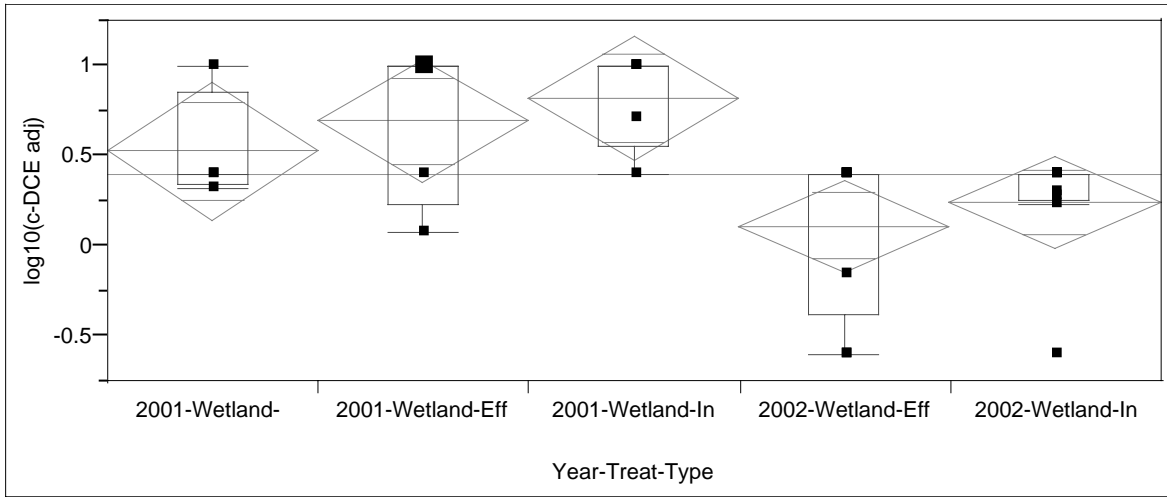 log10(c-DCE adj)
1
0.5
0
-0.5
2001-Wetland-
2001-Wetland-Eff
2001-Wetland-In
2002-Wetland-Eff
2002-Wetland-In
Year-Treat-Type